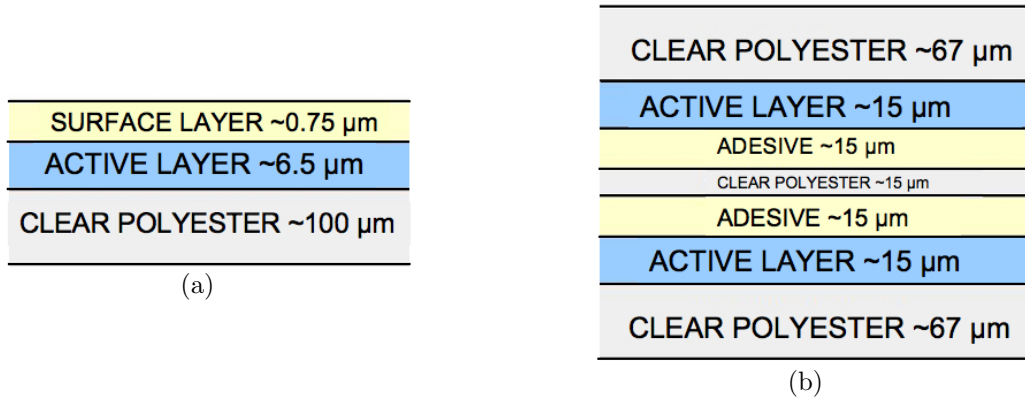 SURFACE LAYER ~0.75 µm
ACTIVE LAYER ~6.5 µm
CLEAR POLYESTER ~100 µm
(a)
CLEAR POLYESTER ~67 µm
ACTIVE LAYER ~15 µm
ADESIVE ~15 µm
CLEAR POLYESTER ~15 µm
ADESIVE ~15 µm
ACTIVE LAYER ~15 µm
CLEAR POLYESTER ~67 µm
(b)